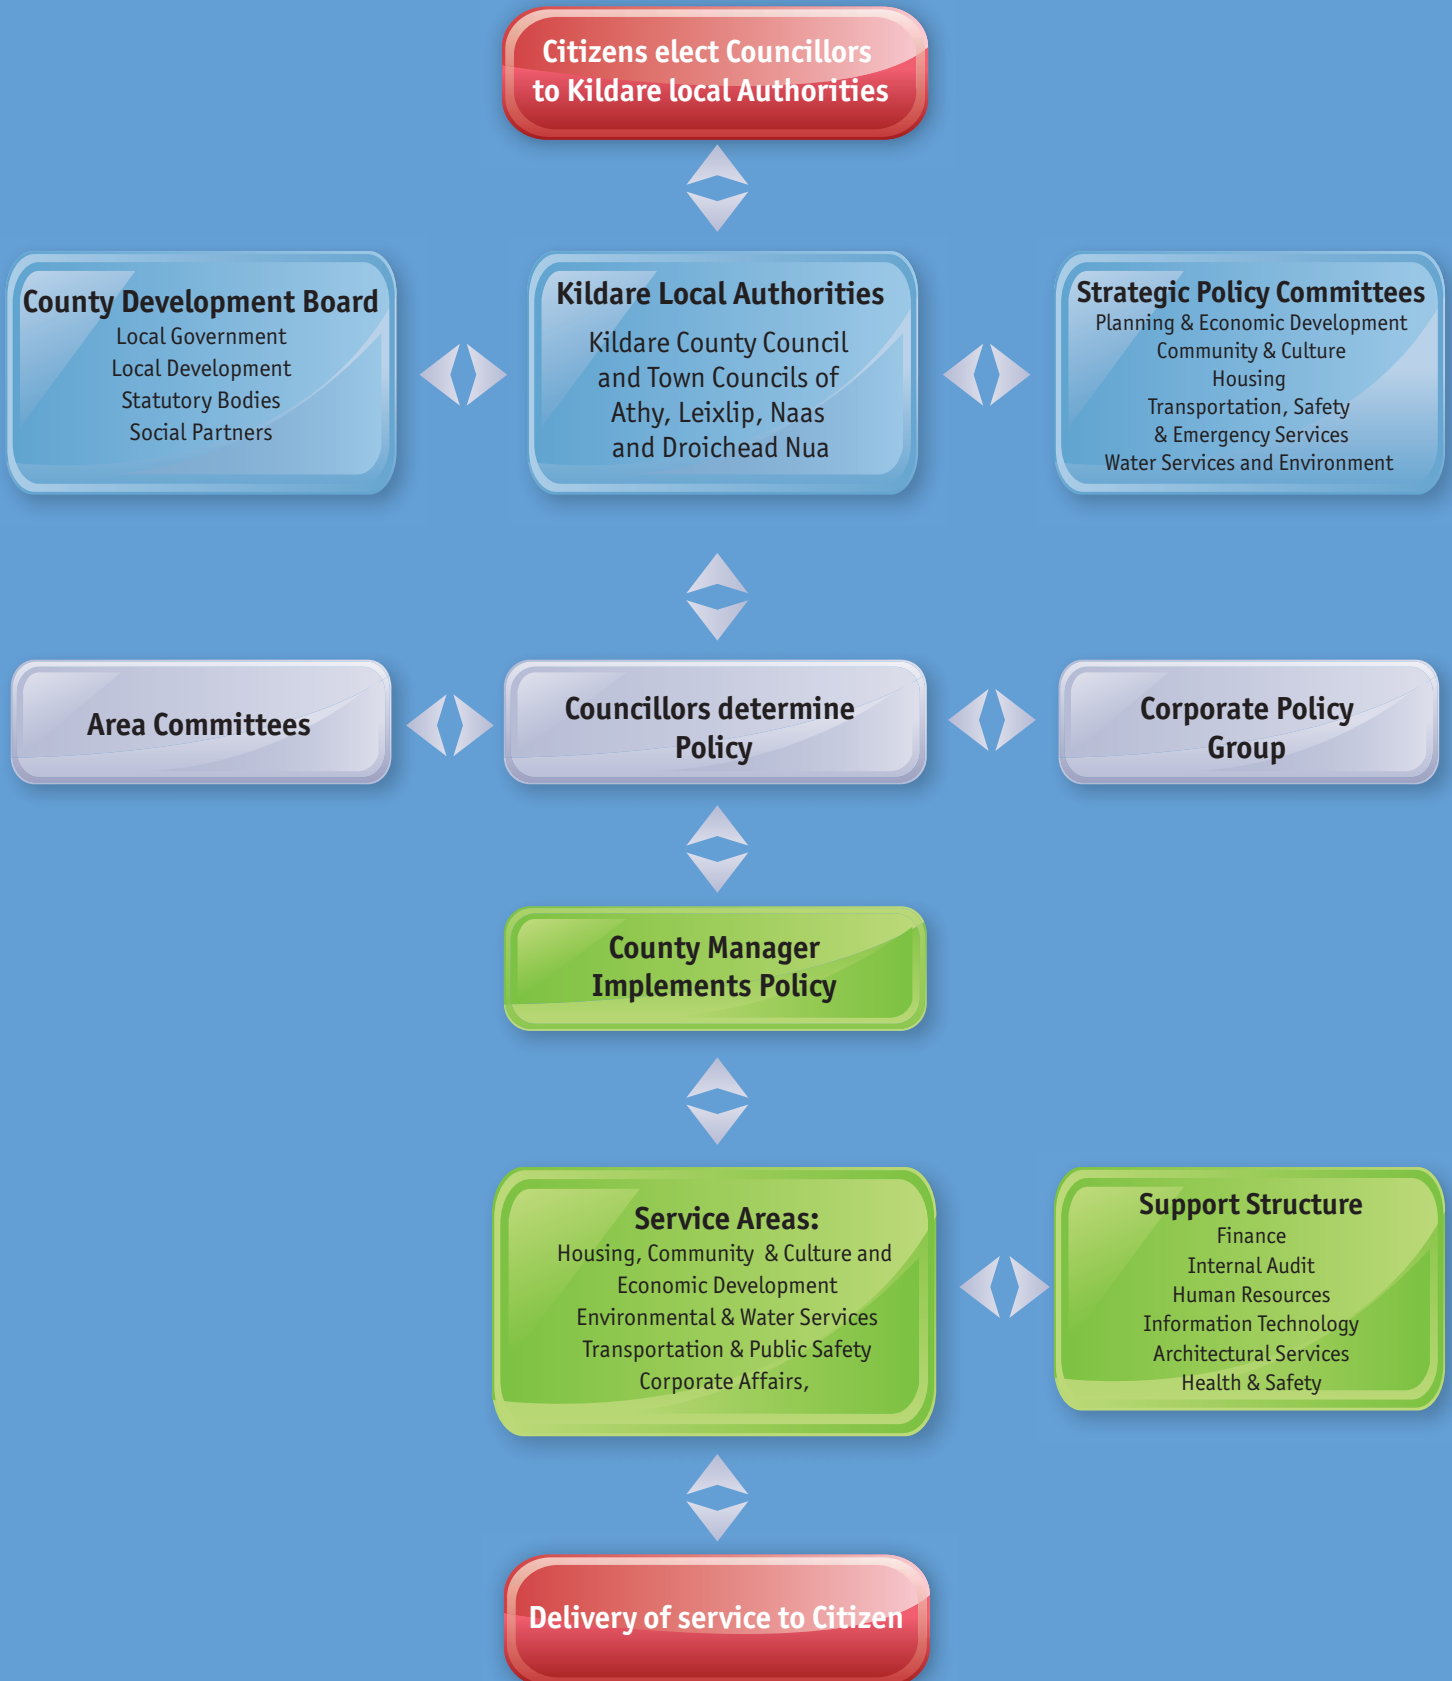 Citizens elect Councillors
to Kildare local Authorities
County Development Board
Local Government
Local Development
Statutory Bodies
Social Partners
Kildare Local Authorities
Kildare County Council
and Town Councils of
Athy, Leixlip, Naas
and Droichead Nua
Strategic Policy Committees
Planning & Economic Development
Community & Culture
Housing
Transportation, Safety
& Emergency Services
Water Services and Environment
Area Committees
Councillors determine
Policy
Corporate Policy
Group
County Manager
Implements Policy
Service Areas:
Housing, Community & Culture and
Economic Development
Environmental & Water Services
Transportation & Public Safety
Corporate Affairs,
Support Structure
Finance
Internal Audit
Human Resources
Information Technology
Architectural Services
Health & Safety
Delivery of service to Citizen